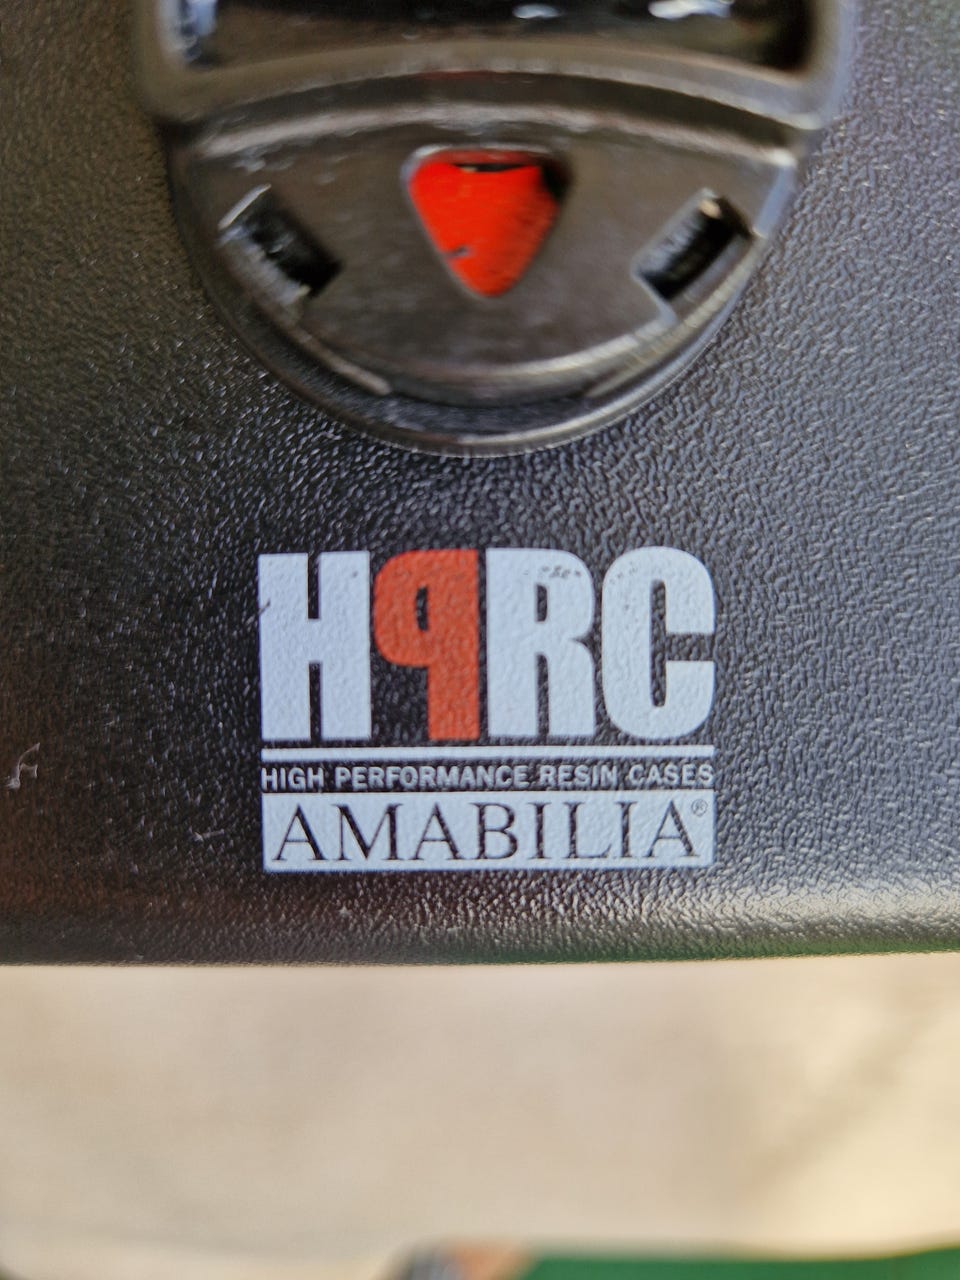 HPRC
HIGH PERFORMANCE RESIN CASES
AMABILIA®